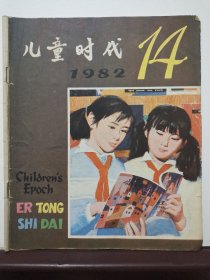 儿童时代
14
1982
Children's
Epoch
ER TONG
SHI DAI